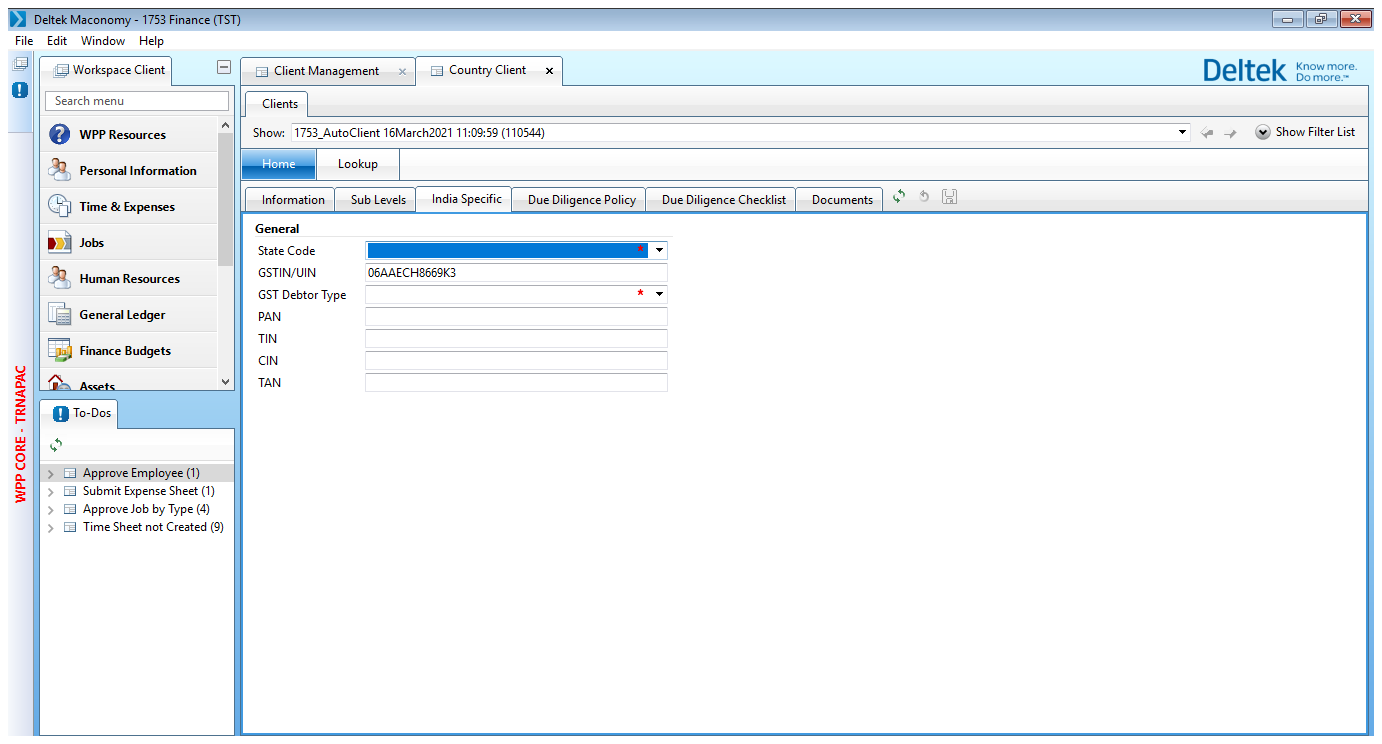 Deltek Maconomy - 1753 Finance (TST)
File Edit Window Help
Workspace Client
Client Management
Country Client
Deltek Know more. Do more.™
Search menu
Clients
Show: 1753_AutoClient 16March2021 11:09:59 (110544)
Show Filter List
WPP Resources
Personal Information
Time & Expenses
Jobs
Human Resources
General Ledger
Finance Budgets
Assets
Home Lookup
Information Sub Levels India Specific Due Diligence Policy Due Diligence Checklist Documents
General
State Code *
GSTIN/UIN 06AAECH8669K3
GST Debtor Type *
PAN
TIN
CIN
TAN
To-Dos
Approve Employee (1)
Submit Expense Sheet (1)
Approve Job by Type (4)
Time Sheet not Created (9)
WPP CORE - TRNAPAC